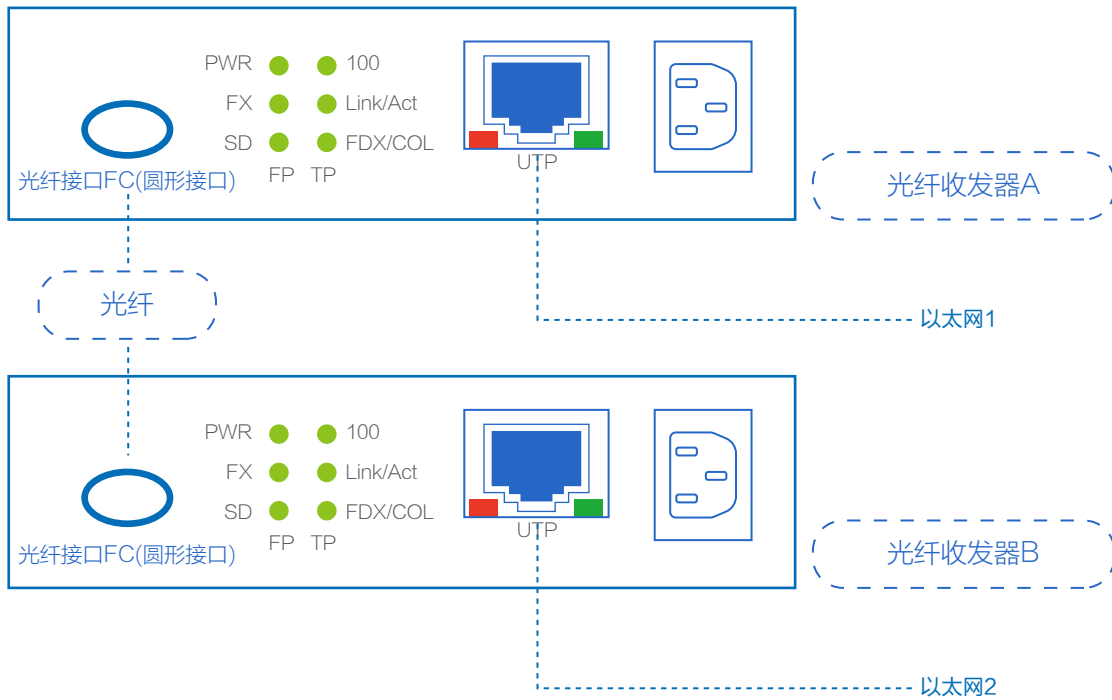 PWR 100
FX Link/Act
SD FDX/COL
FP TP
UTP
光纤接口FC(圆形接口)
光纤收发器A
光纤
以太网1
PWR 100
FX Link/Act
SD FDX/COL
FP TP
UTP
光纤接口FC(圆形接口)
光纤收发器B
以太网2